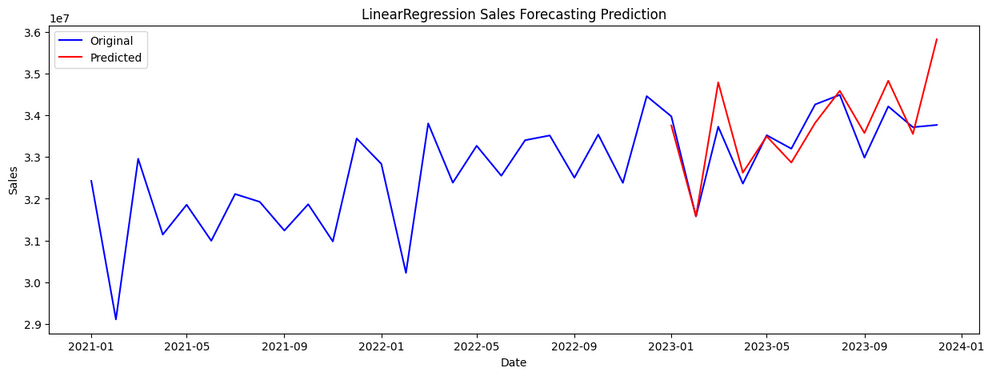 LinearRegression Sales Forecasting Prediction
1e7
Original
Predicted
3.6
3.5
3.4
3.3
3.2
3.1
3.0
2.9
Sales
2021-01 2021-05 2021-09 2022-01 2022-05 2022-09 2023-01 2023-05 2023-09 2024-01
Date